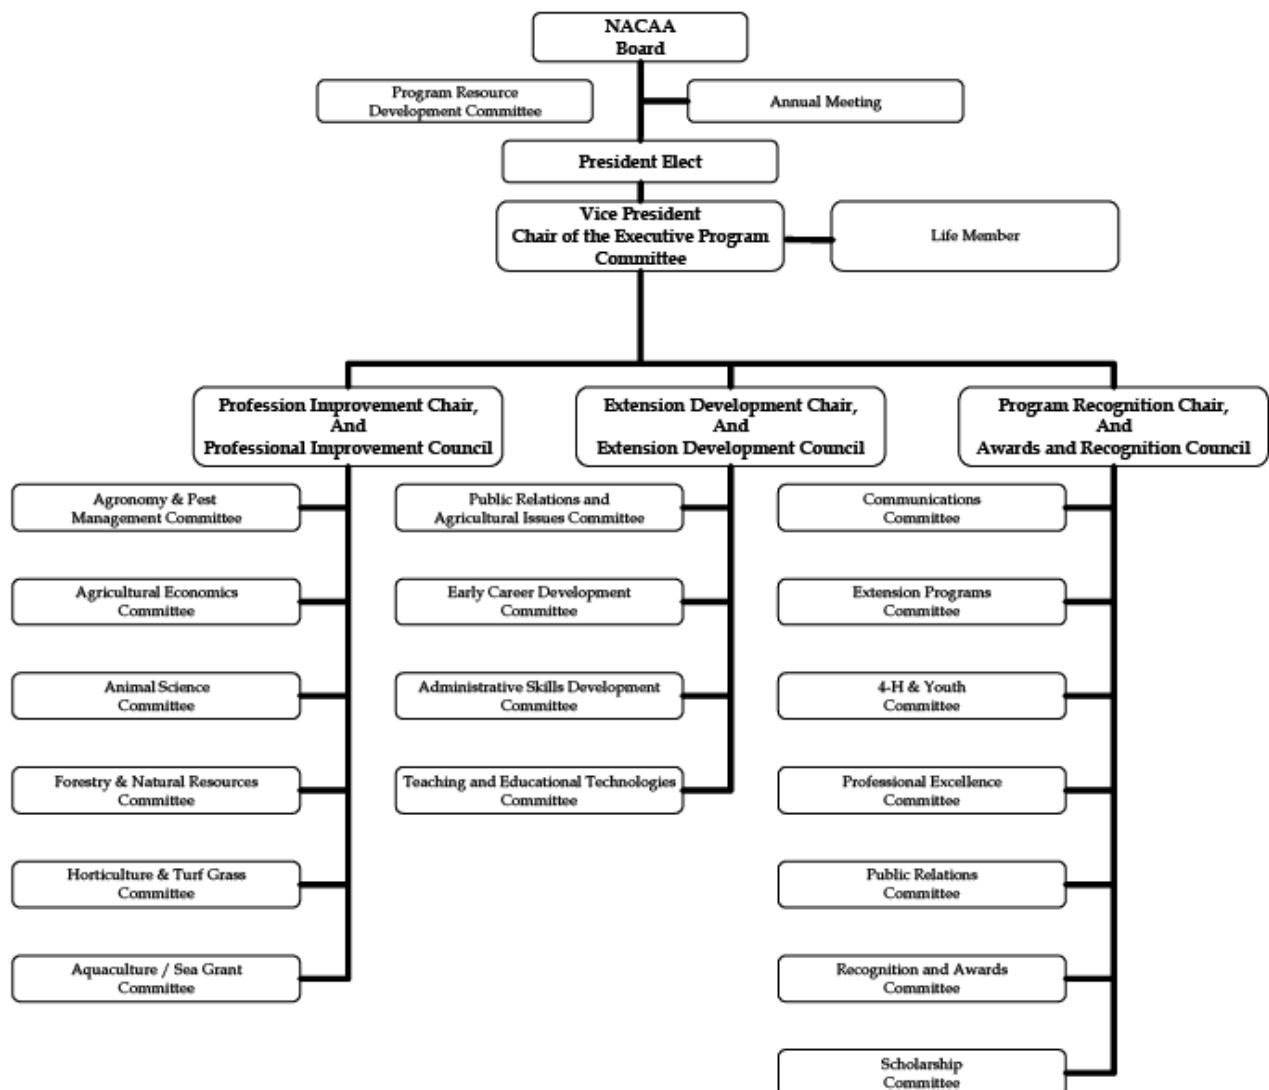 NACAA
Board
Program Resource
Development Committee
Annual Meeting
President Elect
Vice President
Chair of the Executive Program
Committee
Life Member
Profession Improvement Chair,
And
Professional Improvement Council
Extension Development Chair,
And
Extension Development Council
Program Recognition Chair,
And
Awards and Recognition Council
Agronomy & Pest
Management Committee
Agricultural Economics
Committee
Animal Science
Committee
Forestry & Natural Resources
Committee
Horticulture & Turf Grass
Committee
Aquaculture / Sea Grant
Committee
Public Relations and
Agricultural Issues Committee
Early Career Development
Committee
Administrative Skills Development
Committee
Teaching and Educational Technologies
Committee
Communications
Committee
Extension Programs
Committee
4-H & Youth
Committee
Professional Excellence
Committee
Public Relations
Committee
Recognition and Awards
Committee
Scholarship
Committee